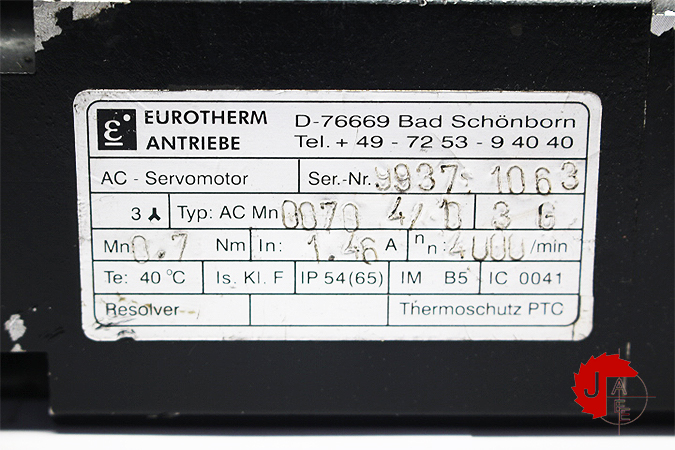 EUROTHERM D-76669 Bad Schönborn
ANTRIEBE Tel. + 49 - 72 53 - 9 40 40
AC - Servomotor Ser.-Nr. 9937- 1063
3 Typ: AC Mn 0070 4/ D 3 G
Mn 0.7 Nm In: 1.46 A nn: 4000 /min
Te: 40 °C Is. Kl. F IP 54(65) IM B5 IC 0041
Resolver Thermoschutz PTC
J